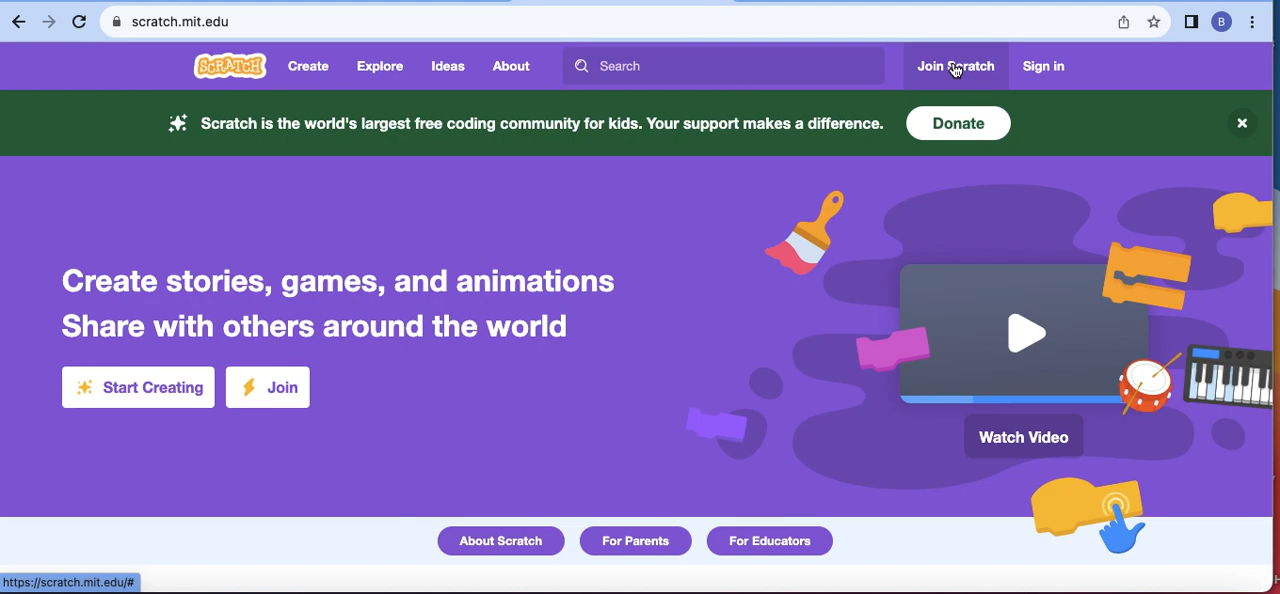 scratch.mit.edu
B
SCRATCH Create Explore Ideas About Search Join Scratch Sign in
Scratch is the world's largest free coding community for kids. Your support makes a difference. Donate
Create stories, games, and animations
Share with others around the world
Start Creating Join
Watch Video
About Scratch For Parents For Educators
https://scratch.mit.edu/#